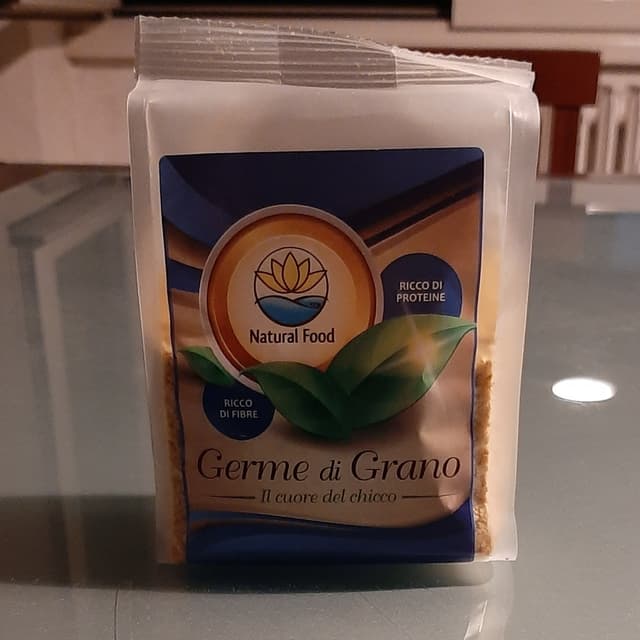 Natural Food
RICCO DI
PROTEINE
RICCO
DI FIBRE
Germe di Grano
Il cuore del chicco